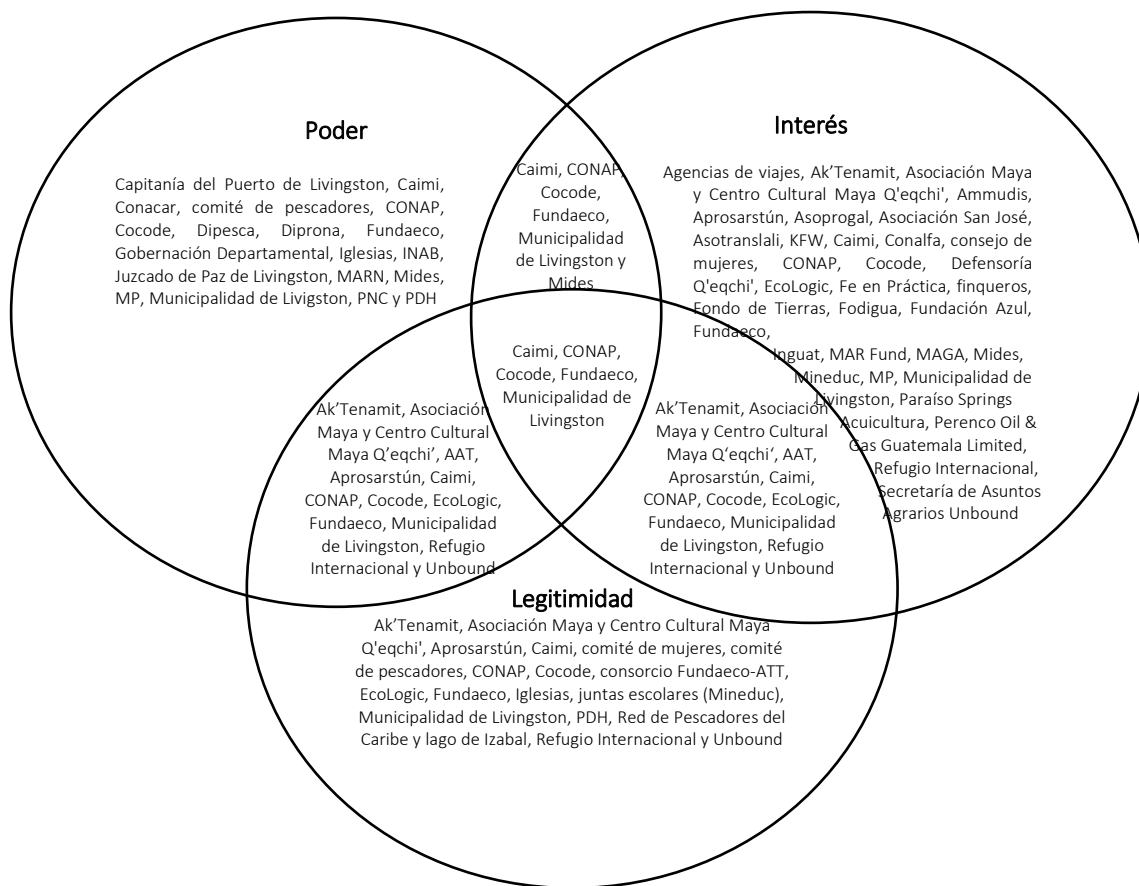 Poder
Capitanía del Puerto de Livingston, Caimi,
Conacar, comité de pescadores, CONAP,
Cocode, Dipesca, Diprona, Fundaeco,
Gobernación Departamental, Iglesias, INAB,
Juzcado de Paz de Livingston, MARN, Mides,
MP, Municipalidad de Livigston, PNC y PDH
Caimi, CONAP,
Cocode,
Fundaeco,
Municipalidad
de Livingston y
Mides
Interés
Agencias de viajes, Ak’Tenamit, Asociación Maya
y Centro Cultural Maya Q'eqchi', Ammudis,
Aprosarstún, Asoprogal, Asociación San José,
Asotranslali, KFW, Caimi, Conalfa, consejo de
mujeres, CONAP, Cocode, Defensoría
Q'eqchi', EcoLogic, Fe en Práctica, finqueros,
Fondo de Tierras, Fodigua, Fundación Azul,
Fundaeco,
Inguat, MAR Fund, MAGA, Mides,
Mineduc, MP, Municipalidad de
Livingston, Paraíso Springs
Acuicultura, Perenco Oil &
Gas Guatemala Limited,
Refugio Internacional,
Secretaría de Asuntos
Agrarios Unbound
Caimi, CONAP,
Cocode, Fundaeco,
Municipalidad de
Livingston
Ak’Tenamit, Asociación
Maya y Centro Cultural
Maya Q’eqchi’, AAT,
Aprosarstún, Caimi,
CONAP, Cocode, EcoLogic,
Fundaeco, Municipalidad
de Livingston, Refugio
Internacional y Unbound
Ak’Tenamit, Asociación
Maya y Centro Cultural
Maya Q‘eqchi‘, AAT,
Aprosarstún, Caimi,
CONAP, Cocode, EcoLogic,
Fundaeco, Municipalidad
de Livingston, Refugio
Internacional y Unbound
Legitimidad
Ak’Tenamit, Asociación Maya y Centro Cultural Maya
Q'eqchi', Aprosarstún, Caimi, comité de mujeres, comité
de pescadores, CONAP, Cocode, consorcio Fundaeco-ATT,
EcoLogic, Fundaeco, Iglesias, juntas escolares (Mineduc),
Municipalidad de Livingston, PDH, Red de Pescadores del
Caribe y lago de Izabal, Refugio Internacional y Unbound